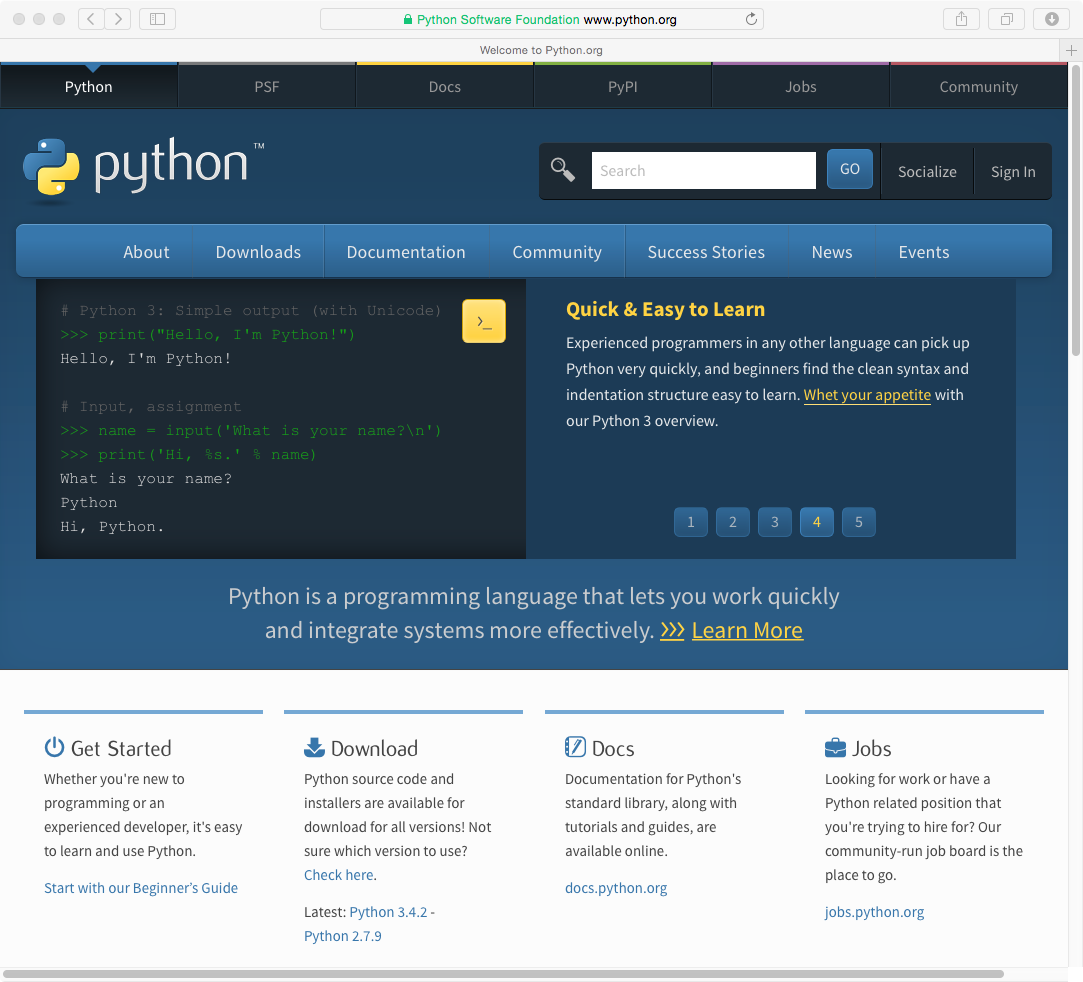 Python Software Foundation www.python.org
Welcome to Python.org
Python PSF Docs PyPI Jobs Community
python™
Search GO Socialize Sign In
About Downloads Documentation Community Success Stories News Events
# Python 3: Simple output (with Unicode)
>>> print("Hello, I'm Python!")
Hello, I'm Python!
# Input, assignment
>>> name = input('What is your name?\n')
>>> print('Hi, %s.' % name)
What is your name?
Python
Hi, Python.
>_
Quick & Easy to Learn
Experienced programmers in any other language can pick up
Python very quickly, and beginners find the clean syntax and
indentation structure easy to learn. Whet your appetite with
our Python 3 overview.
1 2 3 4 5
Python is a programming language that lets you work quickly
and integrate systems more effectively. >>> Learn More
Get Started
Whether you're new to
programming or an
experienced developer, it's easy
to learn and use Python.
Start with our Beginner’s Guide
Download
Python source code and
installers are available for
download for all versions! Not
sure which version to use?
Check here.
Latest: Python 3.4.2 -
Python 2.7.9
Docs
Documentation for Python's
standard library, along with
tutorials and guides, are
available online.
docs.python.org
Jobs
Looking for work or have a
Python related position that
you're trying to hire for? Our
community-run job board is the
place to go.
jobs.python.org